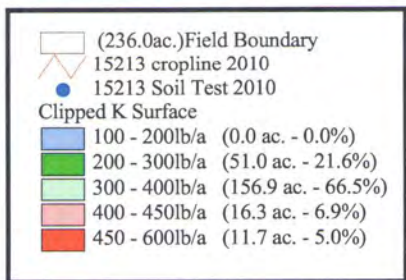 (236.0ac.)Field Boundary
15213 cropline 2010
15213 Soil Test 2010
Clipped K Surface
100 - 200lb/a (0.0 ac. - 0.0%)
200 - 300lb/a (51.0 ac. - 21.6%)
300 - 400lb/a (156.9 ac. - 66.5%)
400 - 450lb/a (16.3 ac. - 6.9%)
450 - 600lb/a (11.7 ac. - 5.0%)